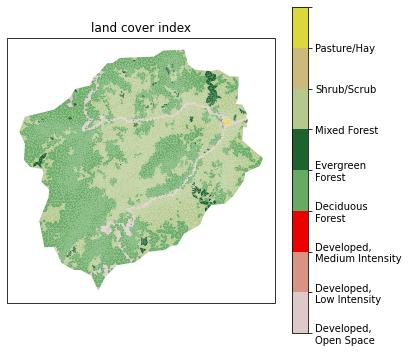 land cover index
Pasture/Hay
Shrub/Scrub
Mixed Forest
Evergreen
Forest
Deciduous
Forest
Developed,
Medium Intensity
Developed,
Low Intensity
Developed,
Open Space